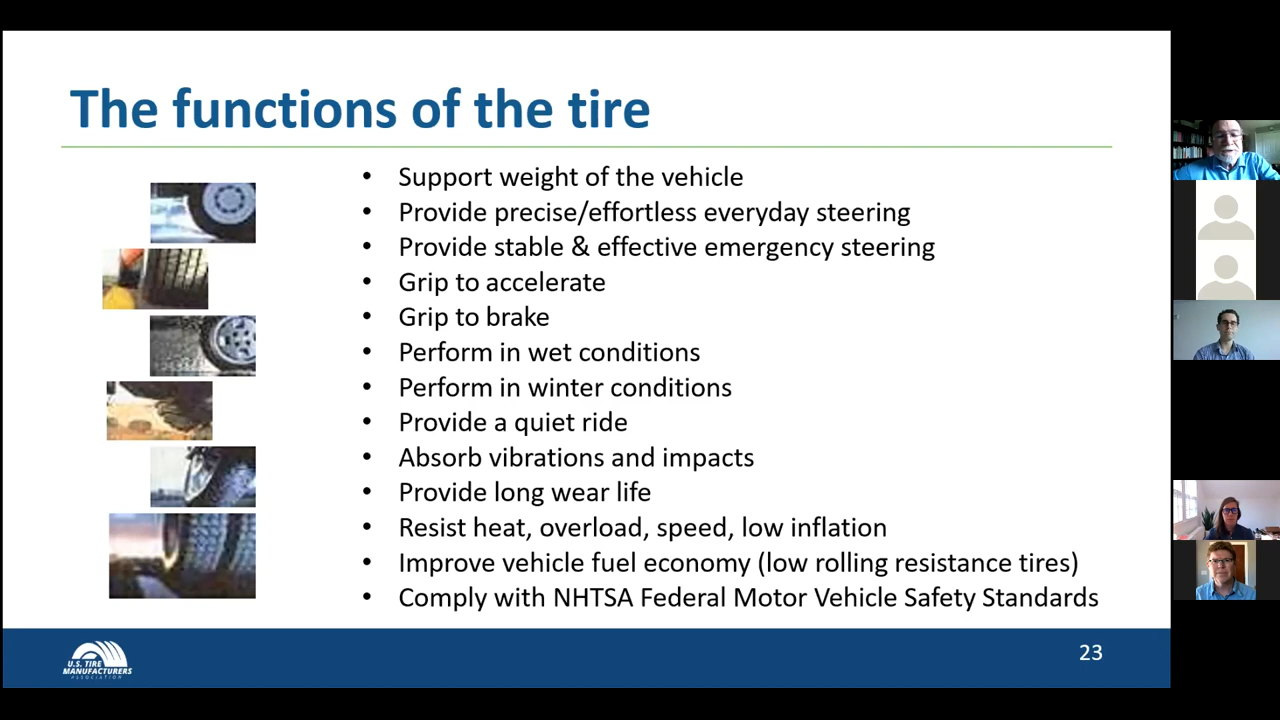 The functions of the tire
• Support weight of the vehicle
• Provide precise/effortless everyday steering
• Provide stable & effective emergency steering
• Grip to accelerate
• Grip to brake
• Perform in wet conditions
• Perform in winter conditions
• Provide a quiet ride
• Absorb vibrations and impacts
• Provide long wear life
• Resist heat, overload, speed, low inflation
• Improve vehicle fuel economy (low rolling resistance tires)
• Comply with NHTSA Federal Motor Vehicle Safety Standards
U.S. TIRE
MANUFACTURERS
ASSOCIATION
23